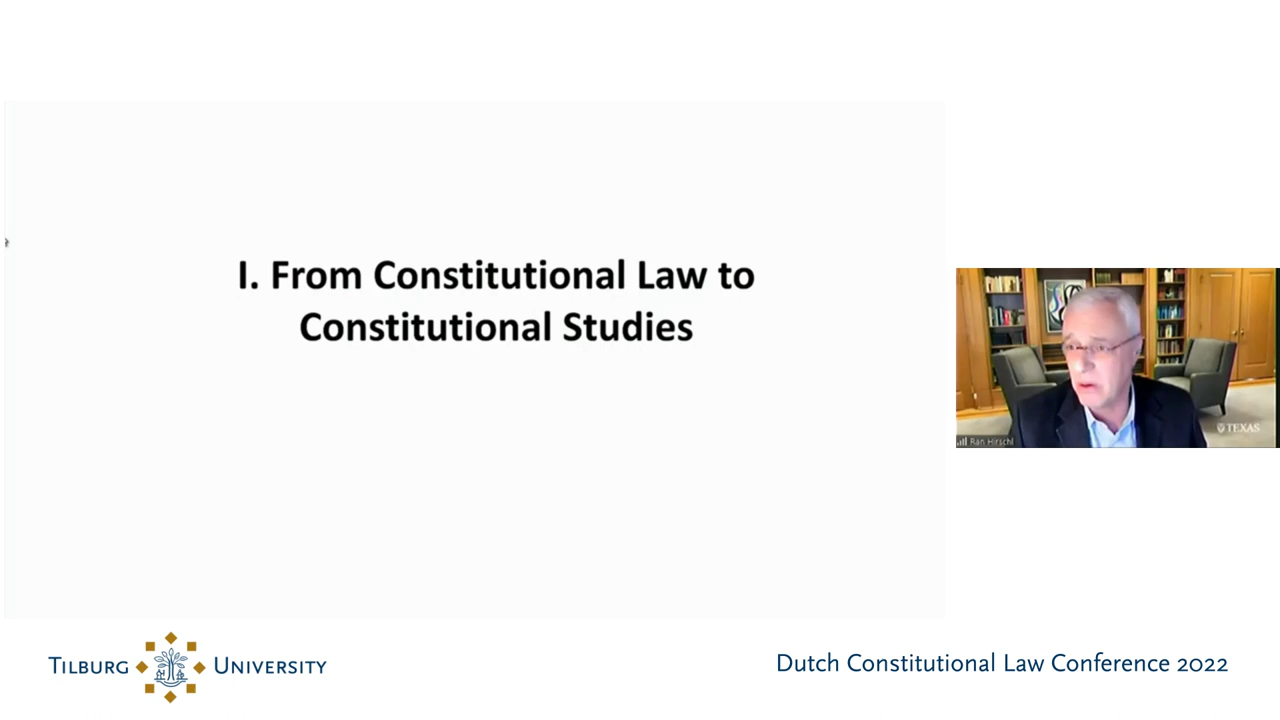 I. From Constitutional Law to
Constitutional Studies
TEXAS
Ran Hirschl
TILBURG UNIVERSITY
Dutch Constitutional Law Conference 2022